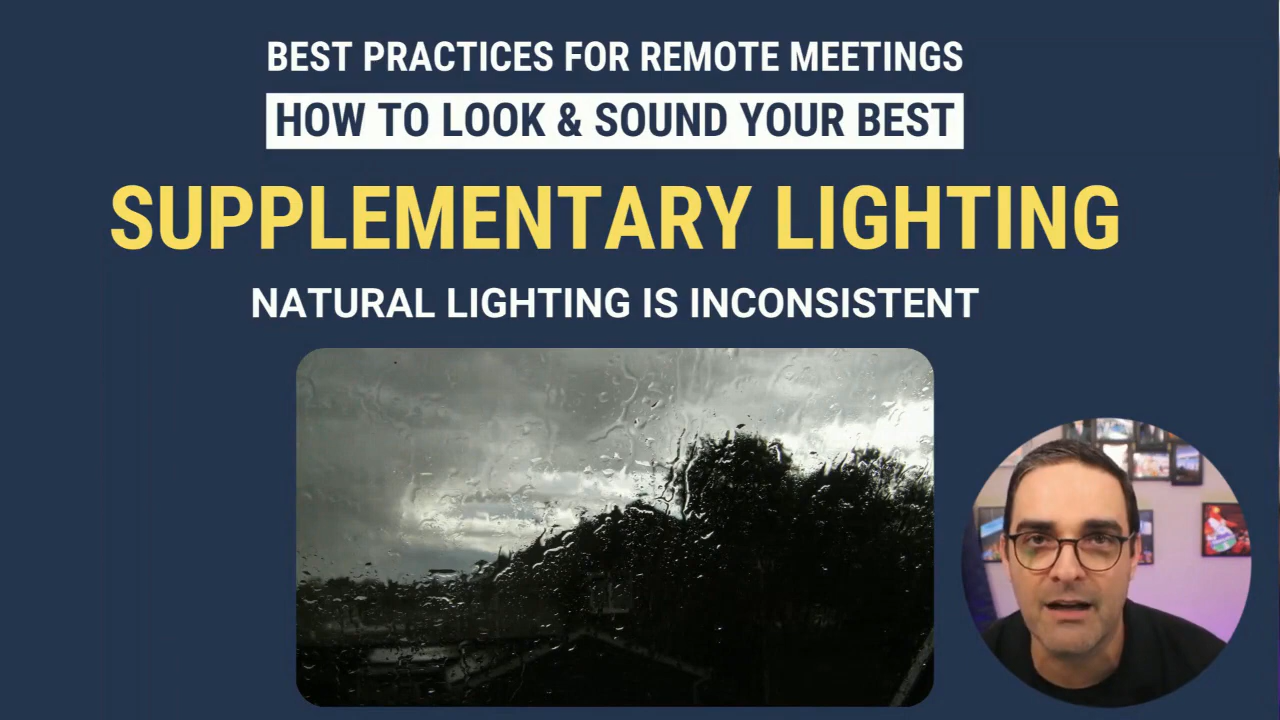 BEST PRACTICES FOR REMOTE MEETINGS
HOW TO LOOK & SOUND YOUR BEST
SUPPLEMENTARY LIGHTING
NATURAL LIGHTING IS INCONSISTENT